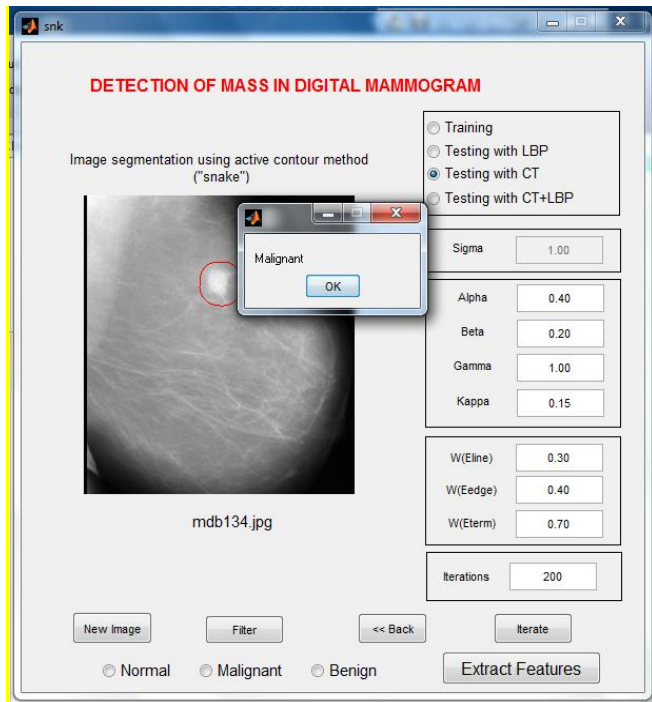 snk
DETECTION OF MASS IN DIGITAL MAMMOGRAM
Training
Testing with LBP
Testing with CT
Testing with CT+LBP
Image segmentation using active contour method
("snake")
Malignant
OK
Sigma 1.00
Alpha 0.40
Beta 0.20
Gamma 1.00
Kappa 0.15
W(Eline) 0.30
W(Eedge) 0.40
W(Eterm) 0.70
mdb134.jpg
Iterations 200
New Image Filter << Back Iterate
Normal Malignant Benign Extract Features